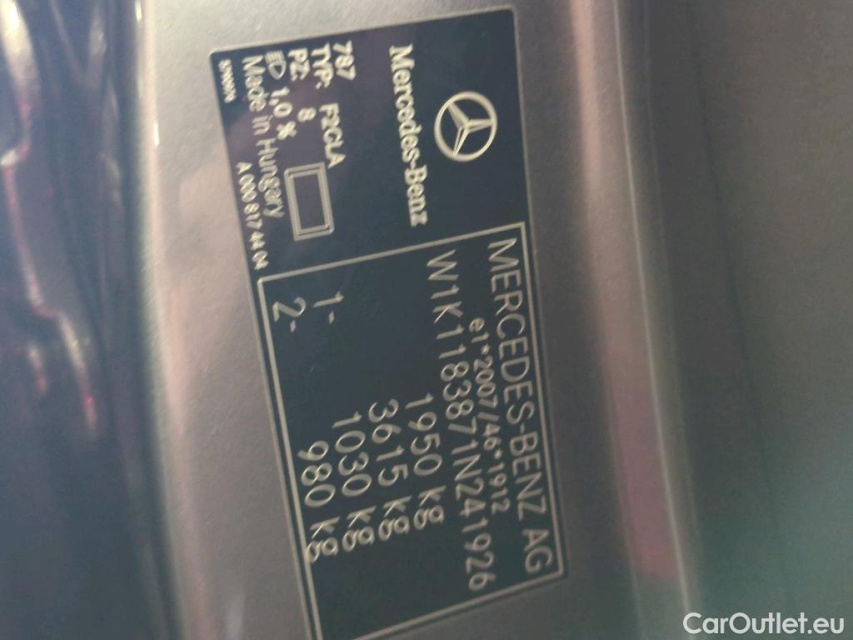 Mercedes-Benz
MERCEDES-BENZ AG
e1*2007/46*1912
W1K1183871N241926
1950 kg
3615 kg
1- 1030 kg
2- 980 kg
787
TYP: F2CLA
PZ: 8
1,0 %
Made in Hungary
A 000 817 44 04
CarOutlet.eu